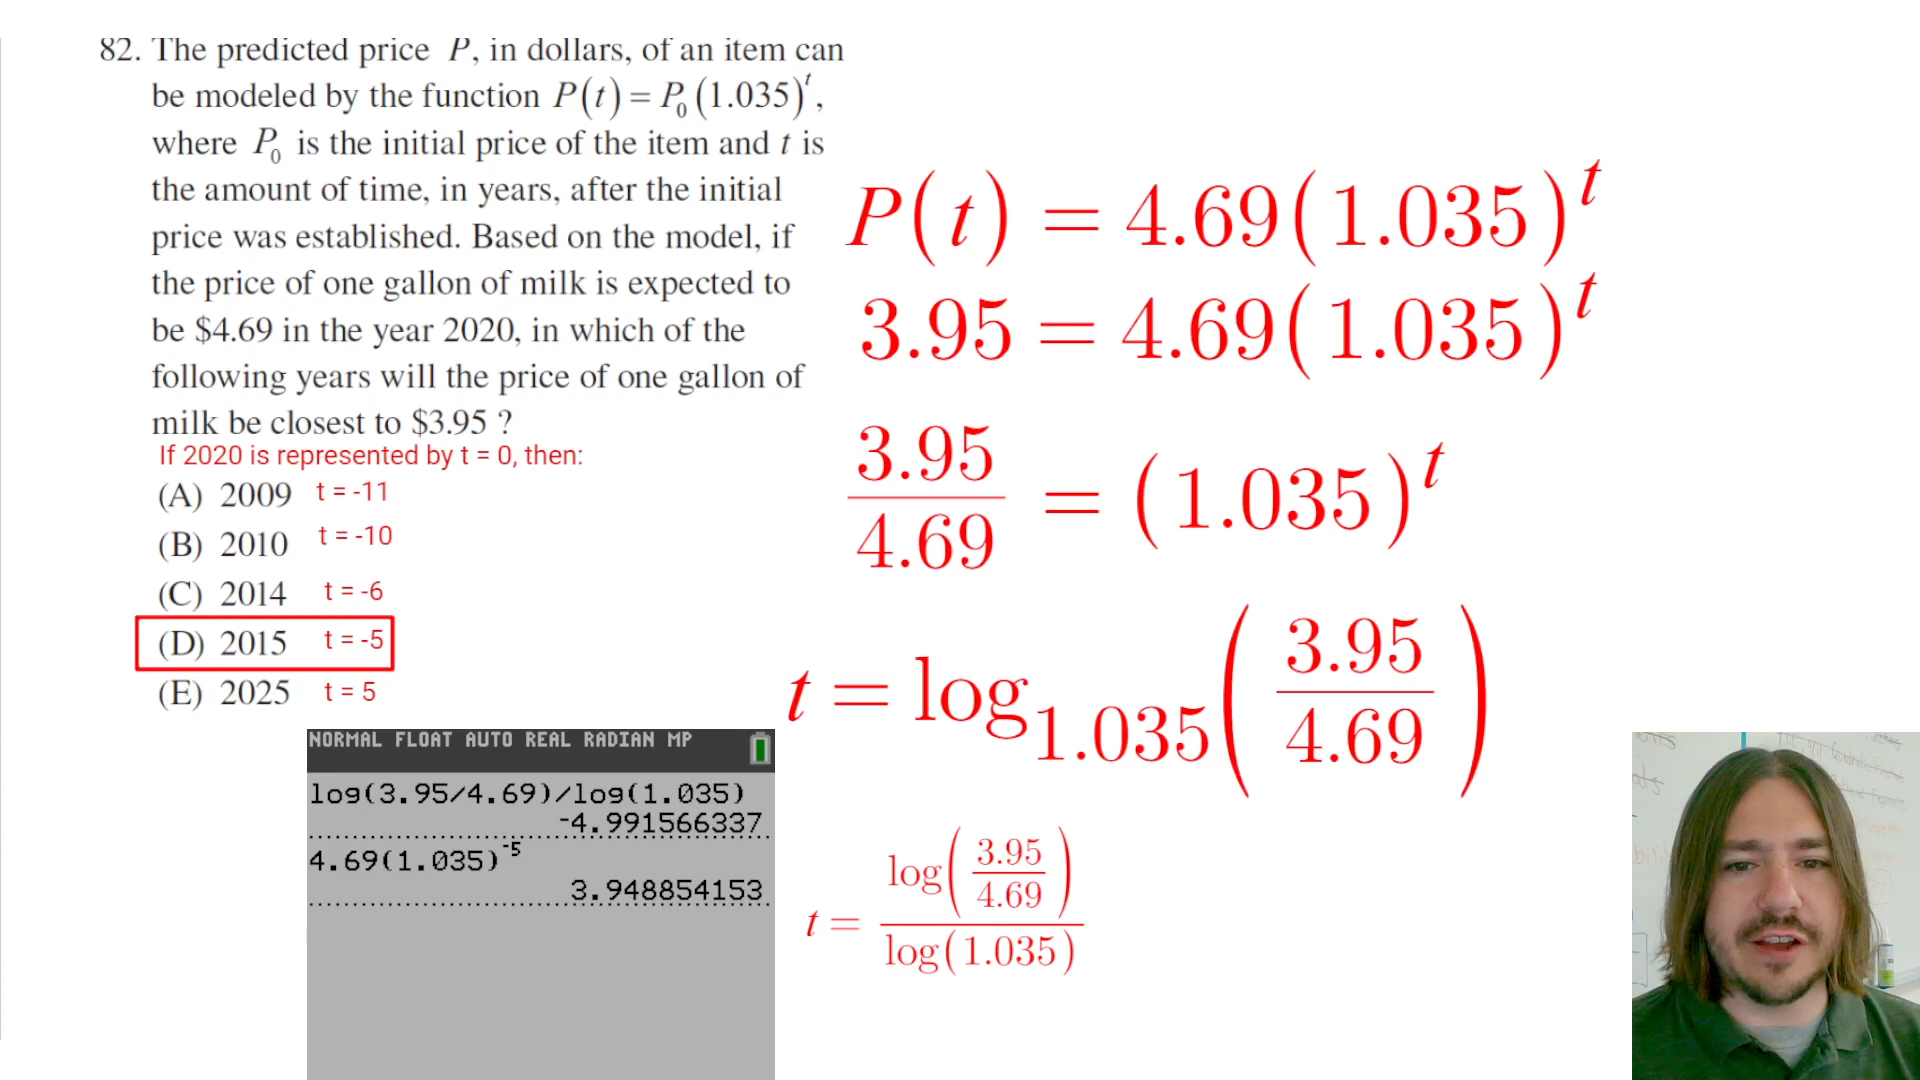 82. The predicted price P, in dollars, of an item can
be modeled by the function P(t) = P₀(1.035)ᵗ,
where P₀ is the initial price of the item and t is
the amount of time, in years, after the initial
price was established. Based on the model, if
the price of one gallon of milk is expected to
be $4.69 in the year 2020, in which of the
following years will the price of one gallon of
milk be closest to $3.95 ?
If 2020 is represented by t = 0, then:
(A) 2009 t = -11
(B) 2010 t = -10
(C) 2014 t = -6
(D) 2015 t = -5
(E) 2025 t = 5
P(t) = 4.69(1.035)ᵗ
3.95 = 4.69(1.035)ᵗ
3.95/4.69 = (1.035)ᵗ
t = log₁.₀₃₅(3.95/4.69)
t = log(3.95/4.69)/log(1.035)
NORMAL FLOAT AUTO REAL RADIAN MP
log(3.95/4.69)/log(1.035)
-4.991566337
4.69(1.035)⁻⁵
3.948854153